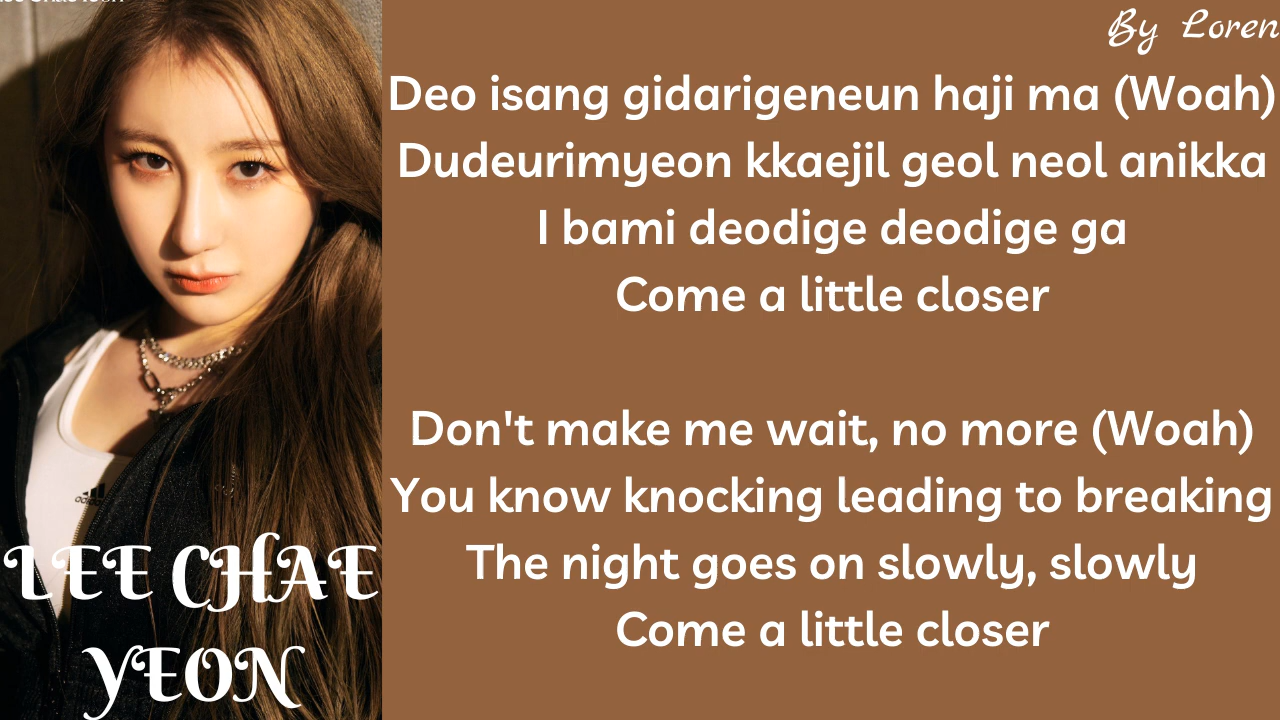 By Loren
Deo isang gidarigeneun haji ma (Woah)
Dudeurimyeon kkaejil geol neol anikka
I bami deodige deodige ga
Come a little closer
Don't make me wait, no more (Woah)
You know knocking leading to breaking
The night goes on slowly, slowly
Come a little closer
adidas
LEE CHAE
YEON